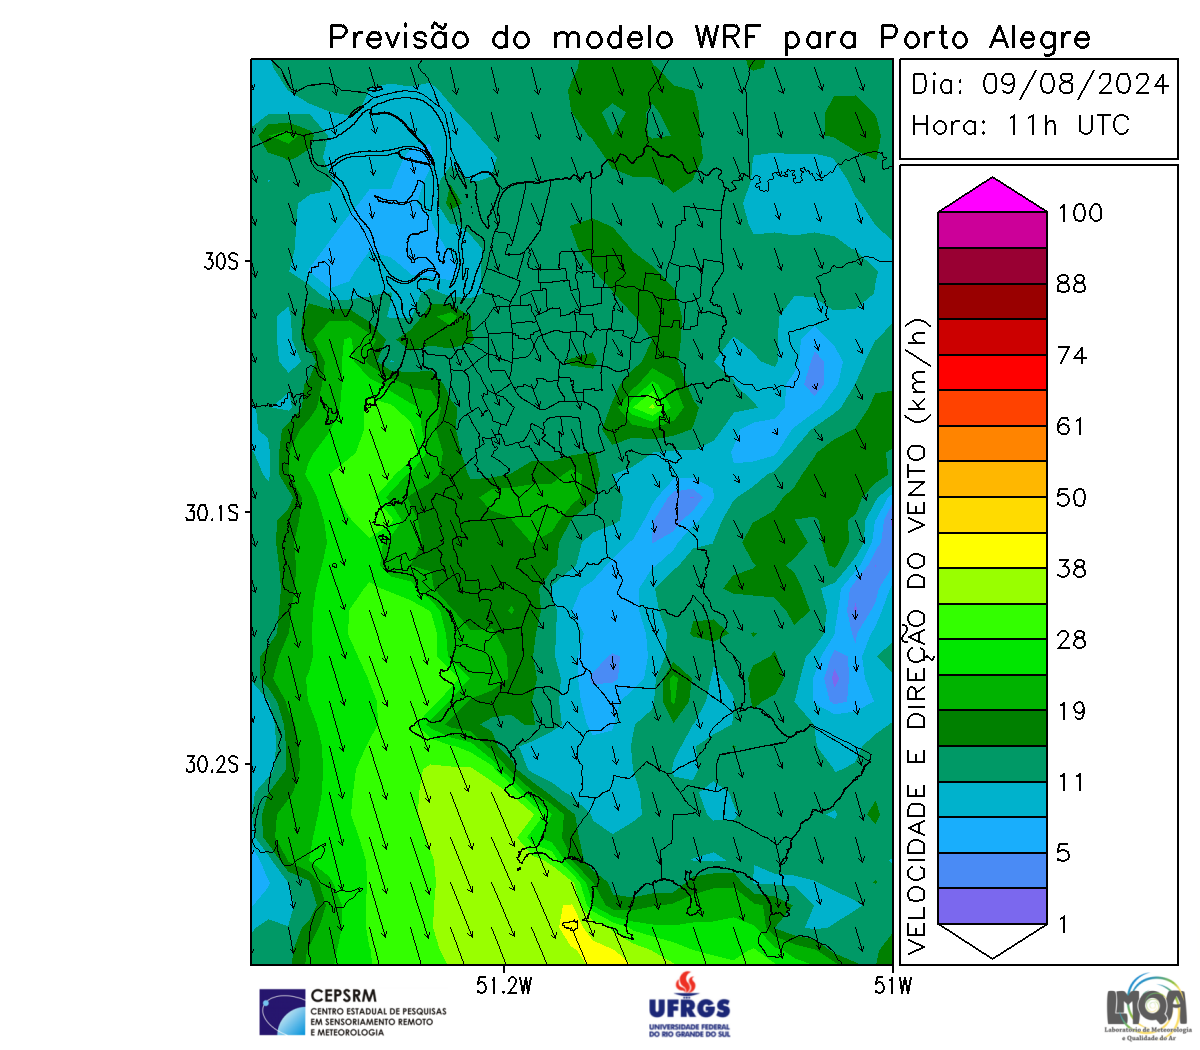 Previsão do modelo WRF para Porto Alegre
Dia: 09/08/2024
Hora: 11h UTC
30S
30.1S
30.2S
51.2W
51W
VELOCIDADE E DIREÇÃO DO VENTO (km/h)
100
88
74
61
50
38
28
19
11
5
1
CEPSRM
CENTRO ESTADUAL DE PESQUISAS
EM SENSORIAMENTO REMOTO
E METEOROLOGIA
UFRGS
UNIVERSIDADE FEDERAL
DO RIO GRANDE DO SUL
LMQA
Laboratório de Meteorologia
e Qualidade do Ar